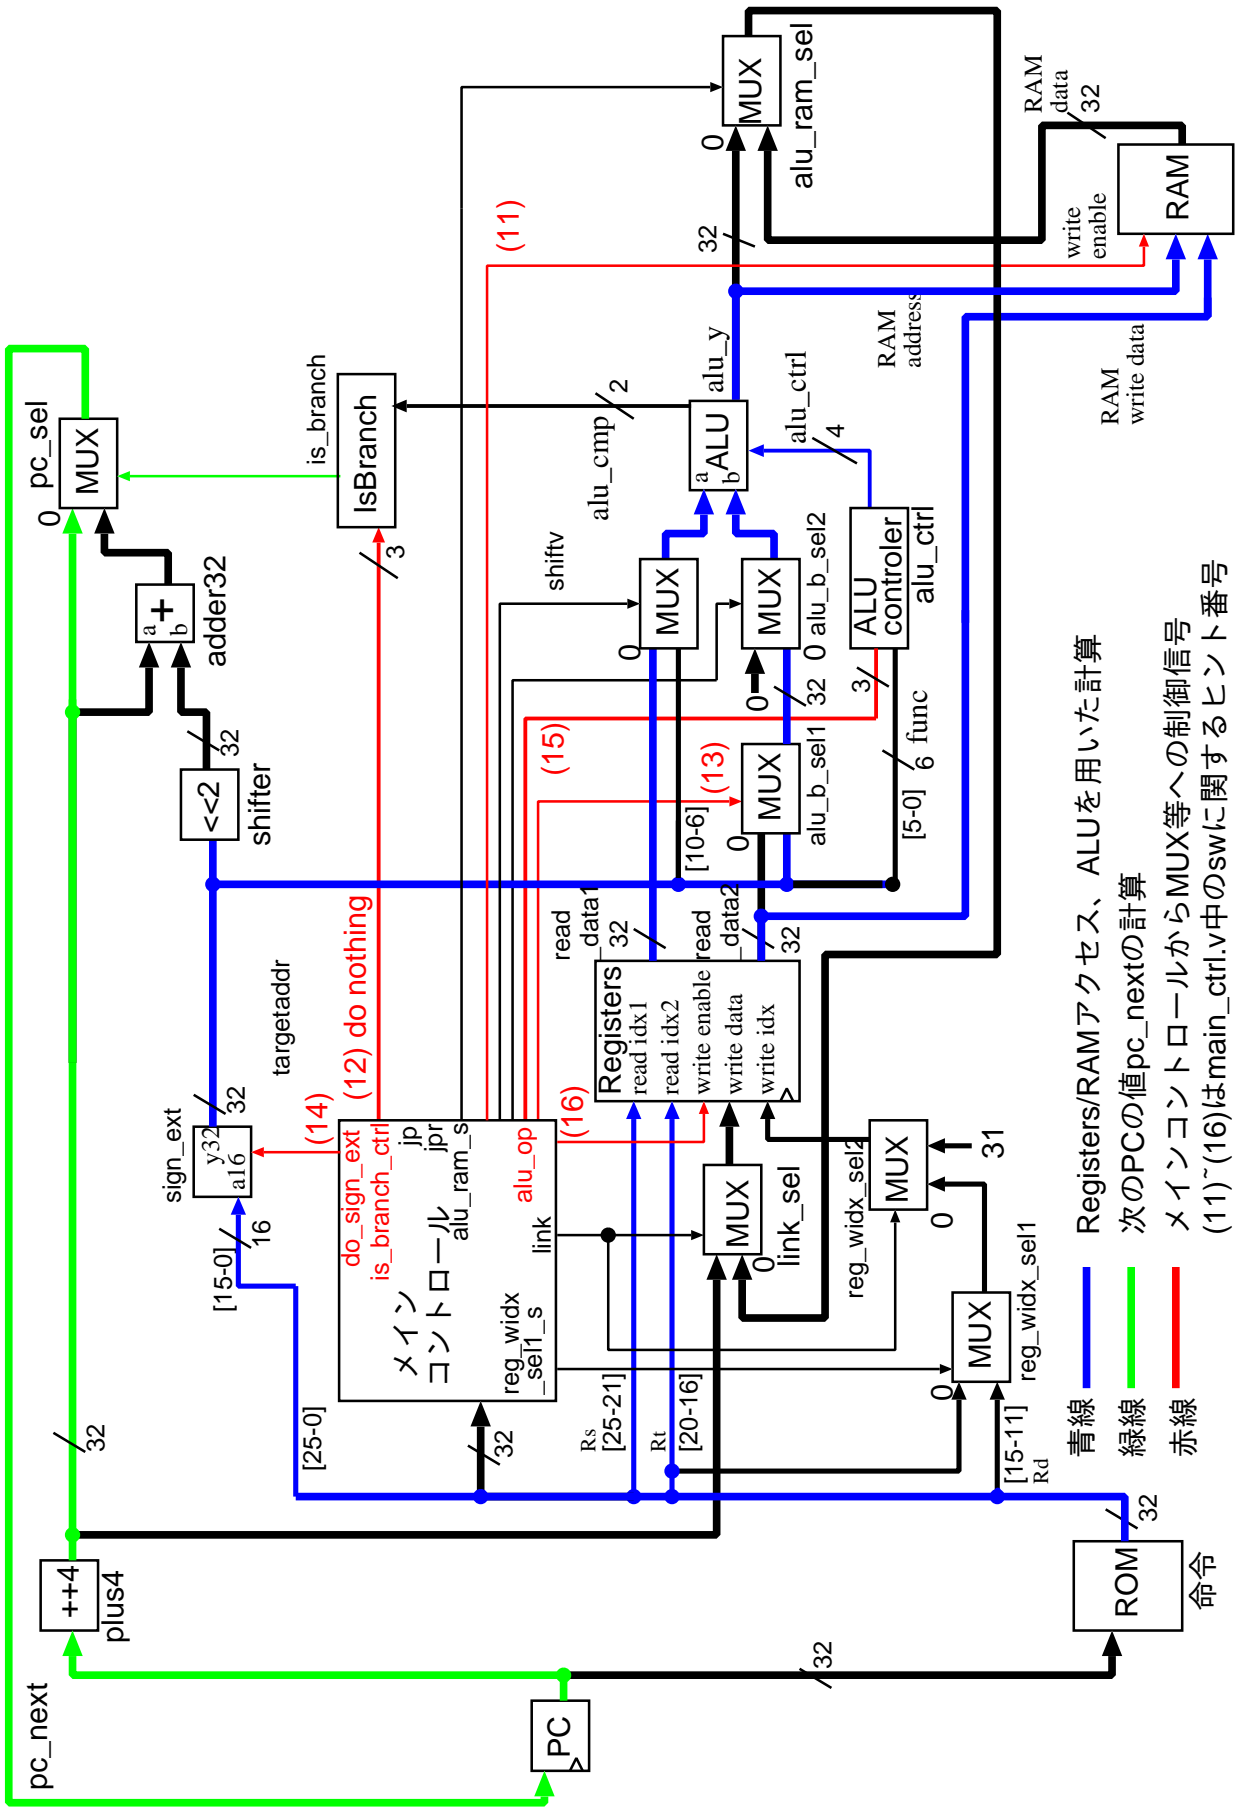 pc_next
++4
plus4
32
PC
32
ROM
命令
32
[25-0]
[15-0]
16
sign_ext
y32
a16
32
targetaddr
(14)
(12) do nothing
do_sign_ext
is_branch_ctrl
jp
jpr
alu_ram_s
メイン
コントロール
alu_op
link
reg_widx
_sel1_s
32
Rs
[25-21]
Rt
[20-16]
[15-11]
Rd
0
MUX
reg_widx_sel1
0
MUX
reg_widx_sel2
31
MUX
0
link_sel
(16)
Registers
read idx1
read idx2
write enable
write data
write idx
read
_data1
32
read
_data2
32
<<2
shifter
32
a
b
+
adder32
0
MUX
pc_sel
is_branch
IsBranch
3
[10-6]
0
MUX
shiftv
0
MUX
alu_b_sel1
(13)
(15)
32
0
MUX
0
alu_b_sel2
[5-0]
6
func
3
ALU
controler
alu_ctrl
4
alu_ctrl
a
b
ALU
alu_y
alu_cmp
2
32
0
MUX
alu_ram_sel
(11)
RAM
address
RAM
write data
write
enable
RAM
RAM
data
32
青線
Registers/RAMアクセス、ALUを用いた計算
緑線
次のPCの値pc_nextの計算
赤線
メインコントロールからMUX等への制御信号
(11)~(16)はmain_ctrl.v中のswに関するヒント番号